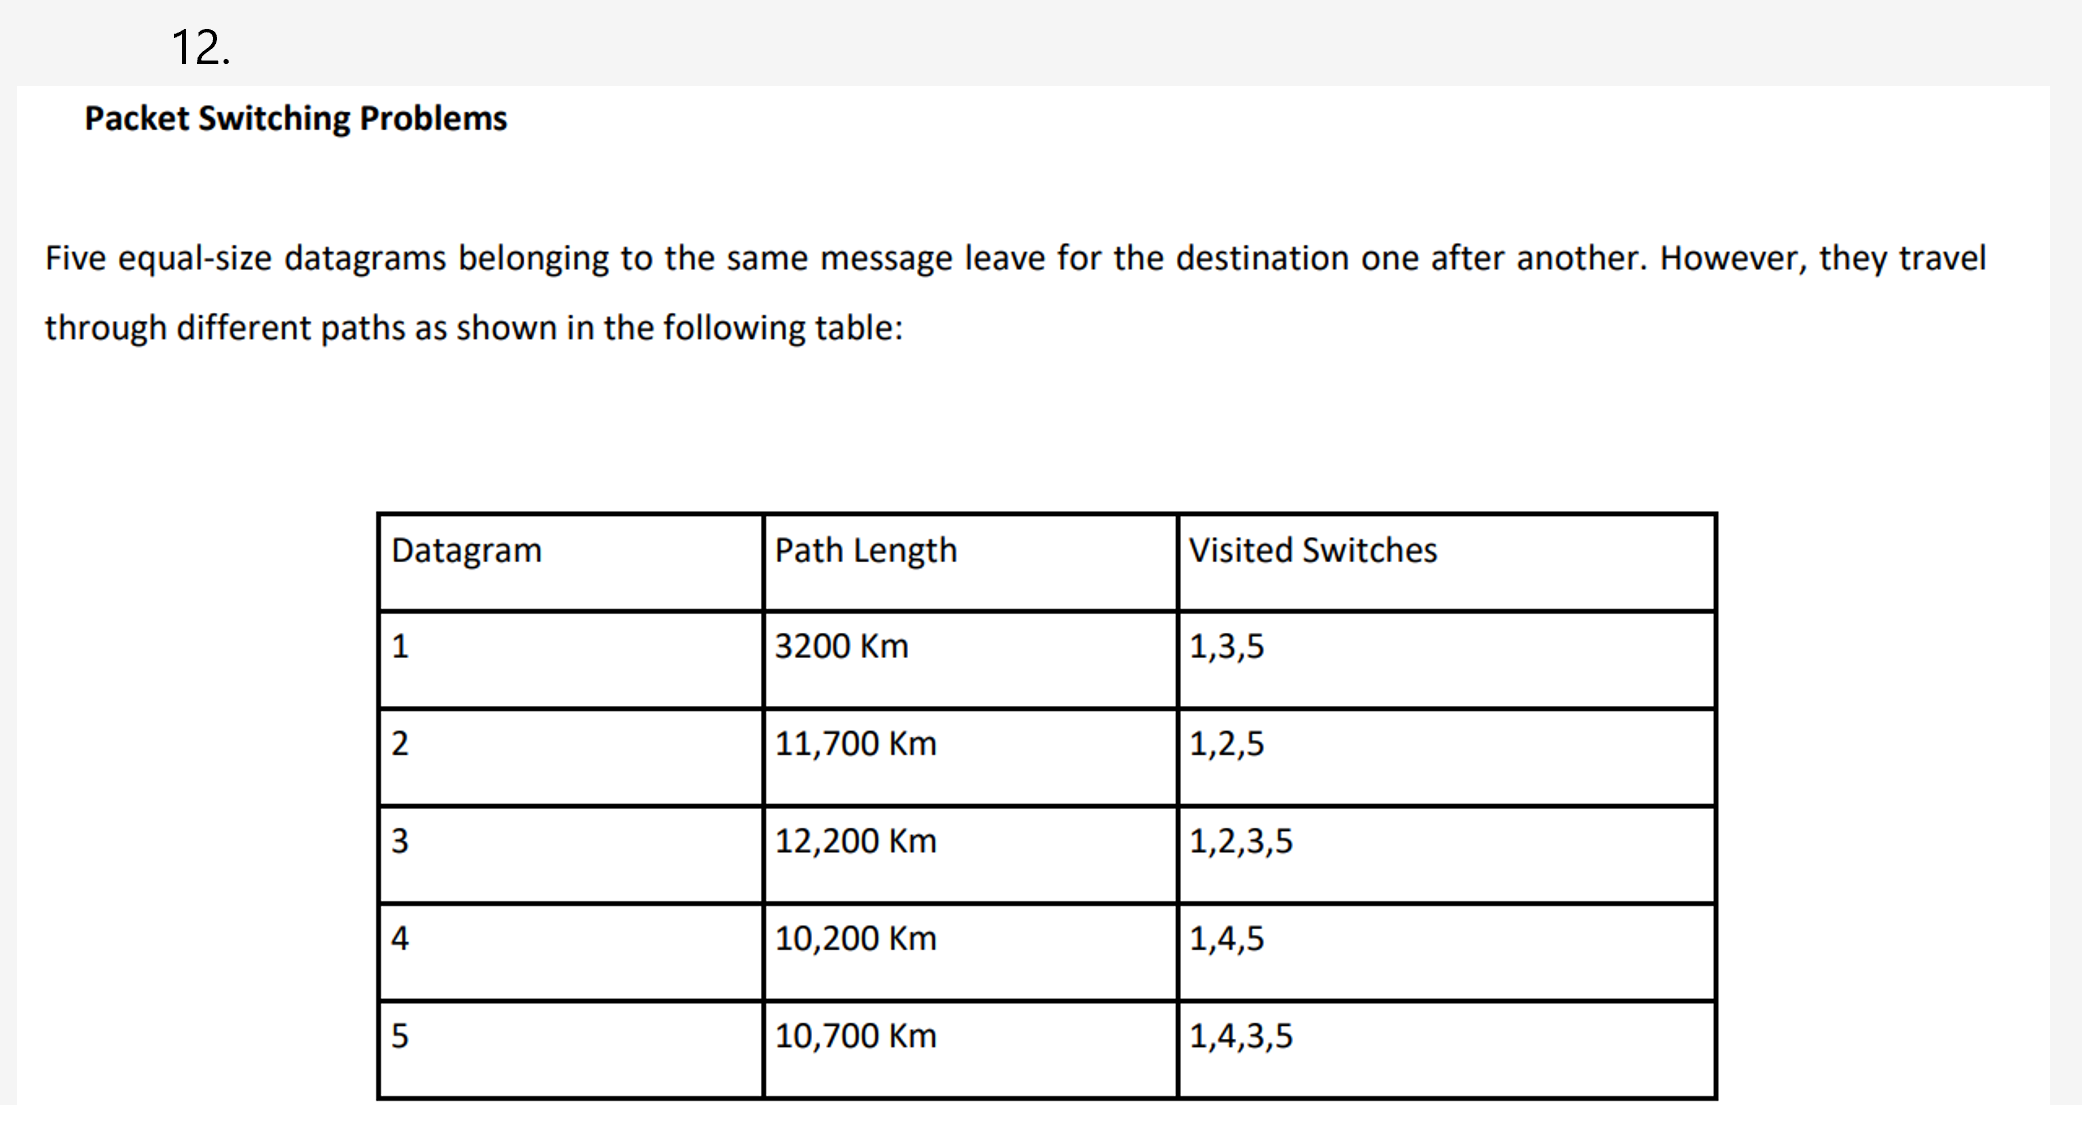 12.
Packet Switching Problems
Five equal-size datagrams belonging to the same message leave for the destination one after another. However, they travel
through different paths as shown in the following table:
Datagram Path Length Visited Switches
1 3200 Km 1,3,5
2 11,700 Km 1,2,5
3 12,200 Km 1,2,3,5
4 10,200 Km 1,4,5
5 10,700 Km 1,4,3,5